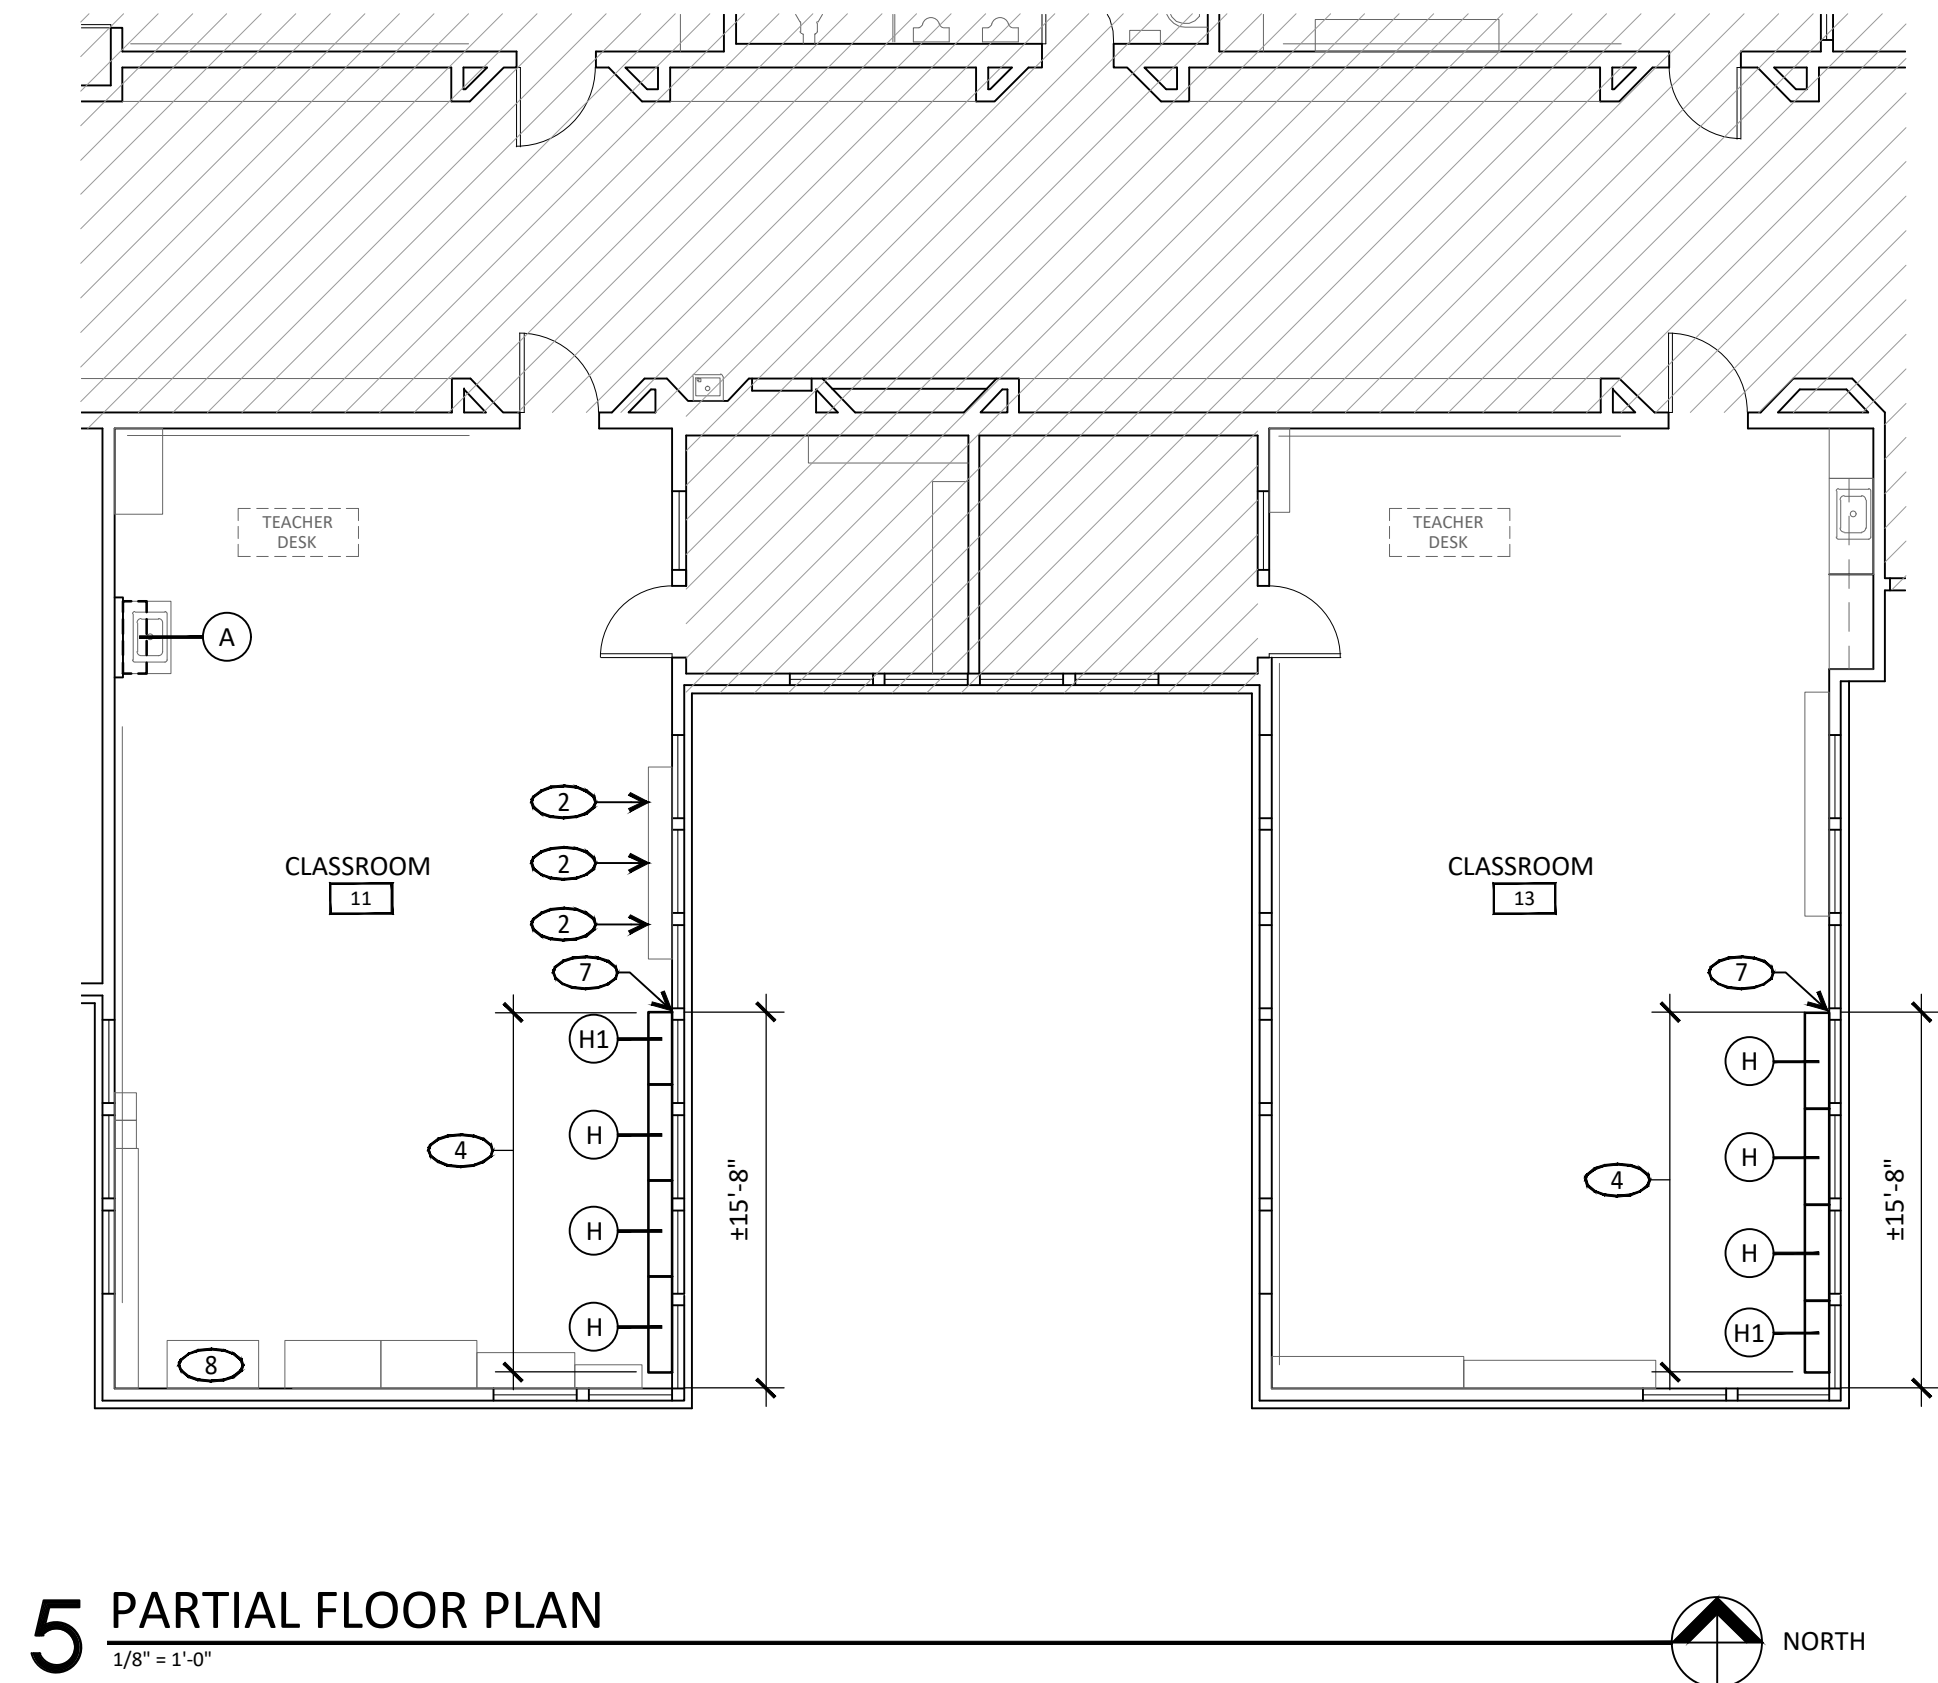 TEACHER
DESK
TEACHER
DESK
A
2
2
2
CLASSROOM
11
CLASSROOM
13
7
7
H1
H
H
H
4
±15'-8"
H
H
H
H1
4
±15'-8"
8
5
PARTIAL FLOOR PLAN
1/8" = 1'-0"
NORTH